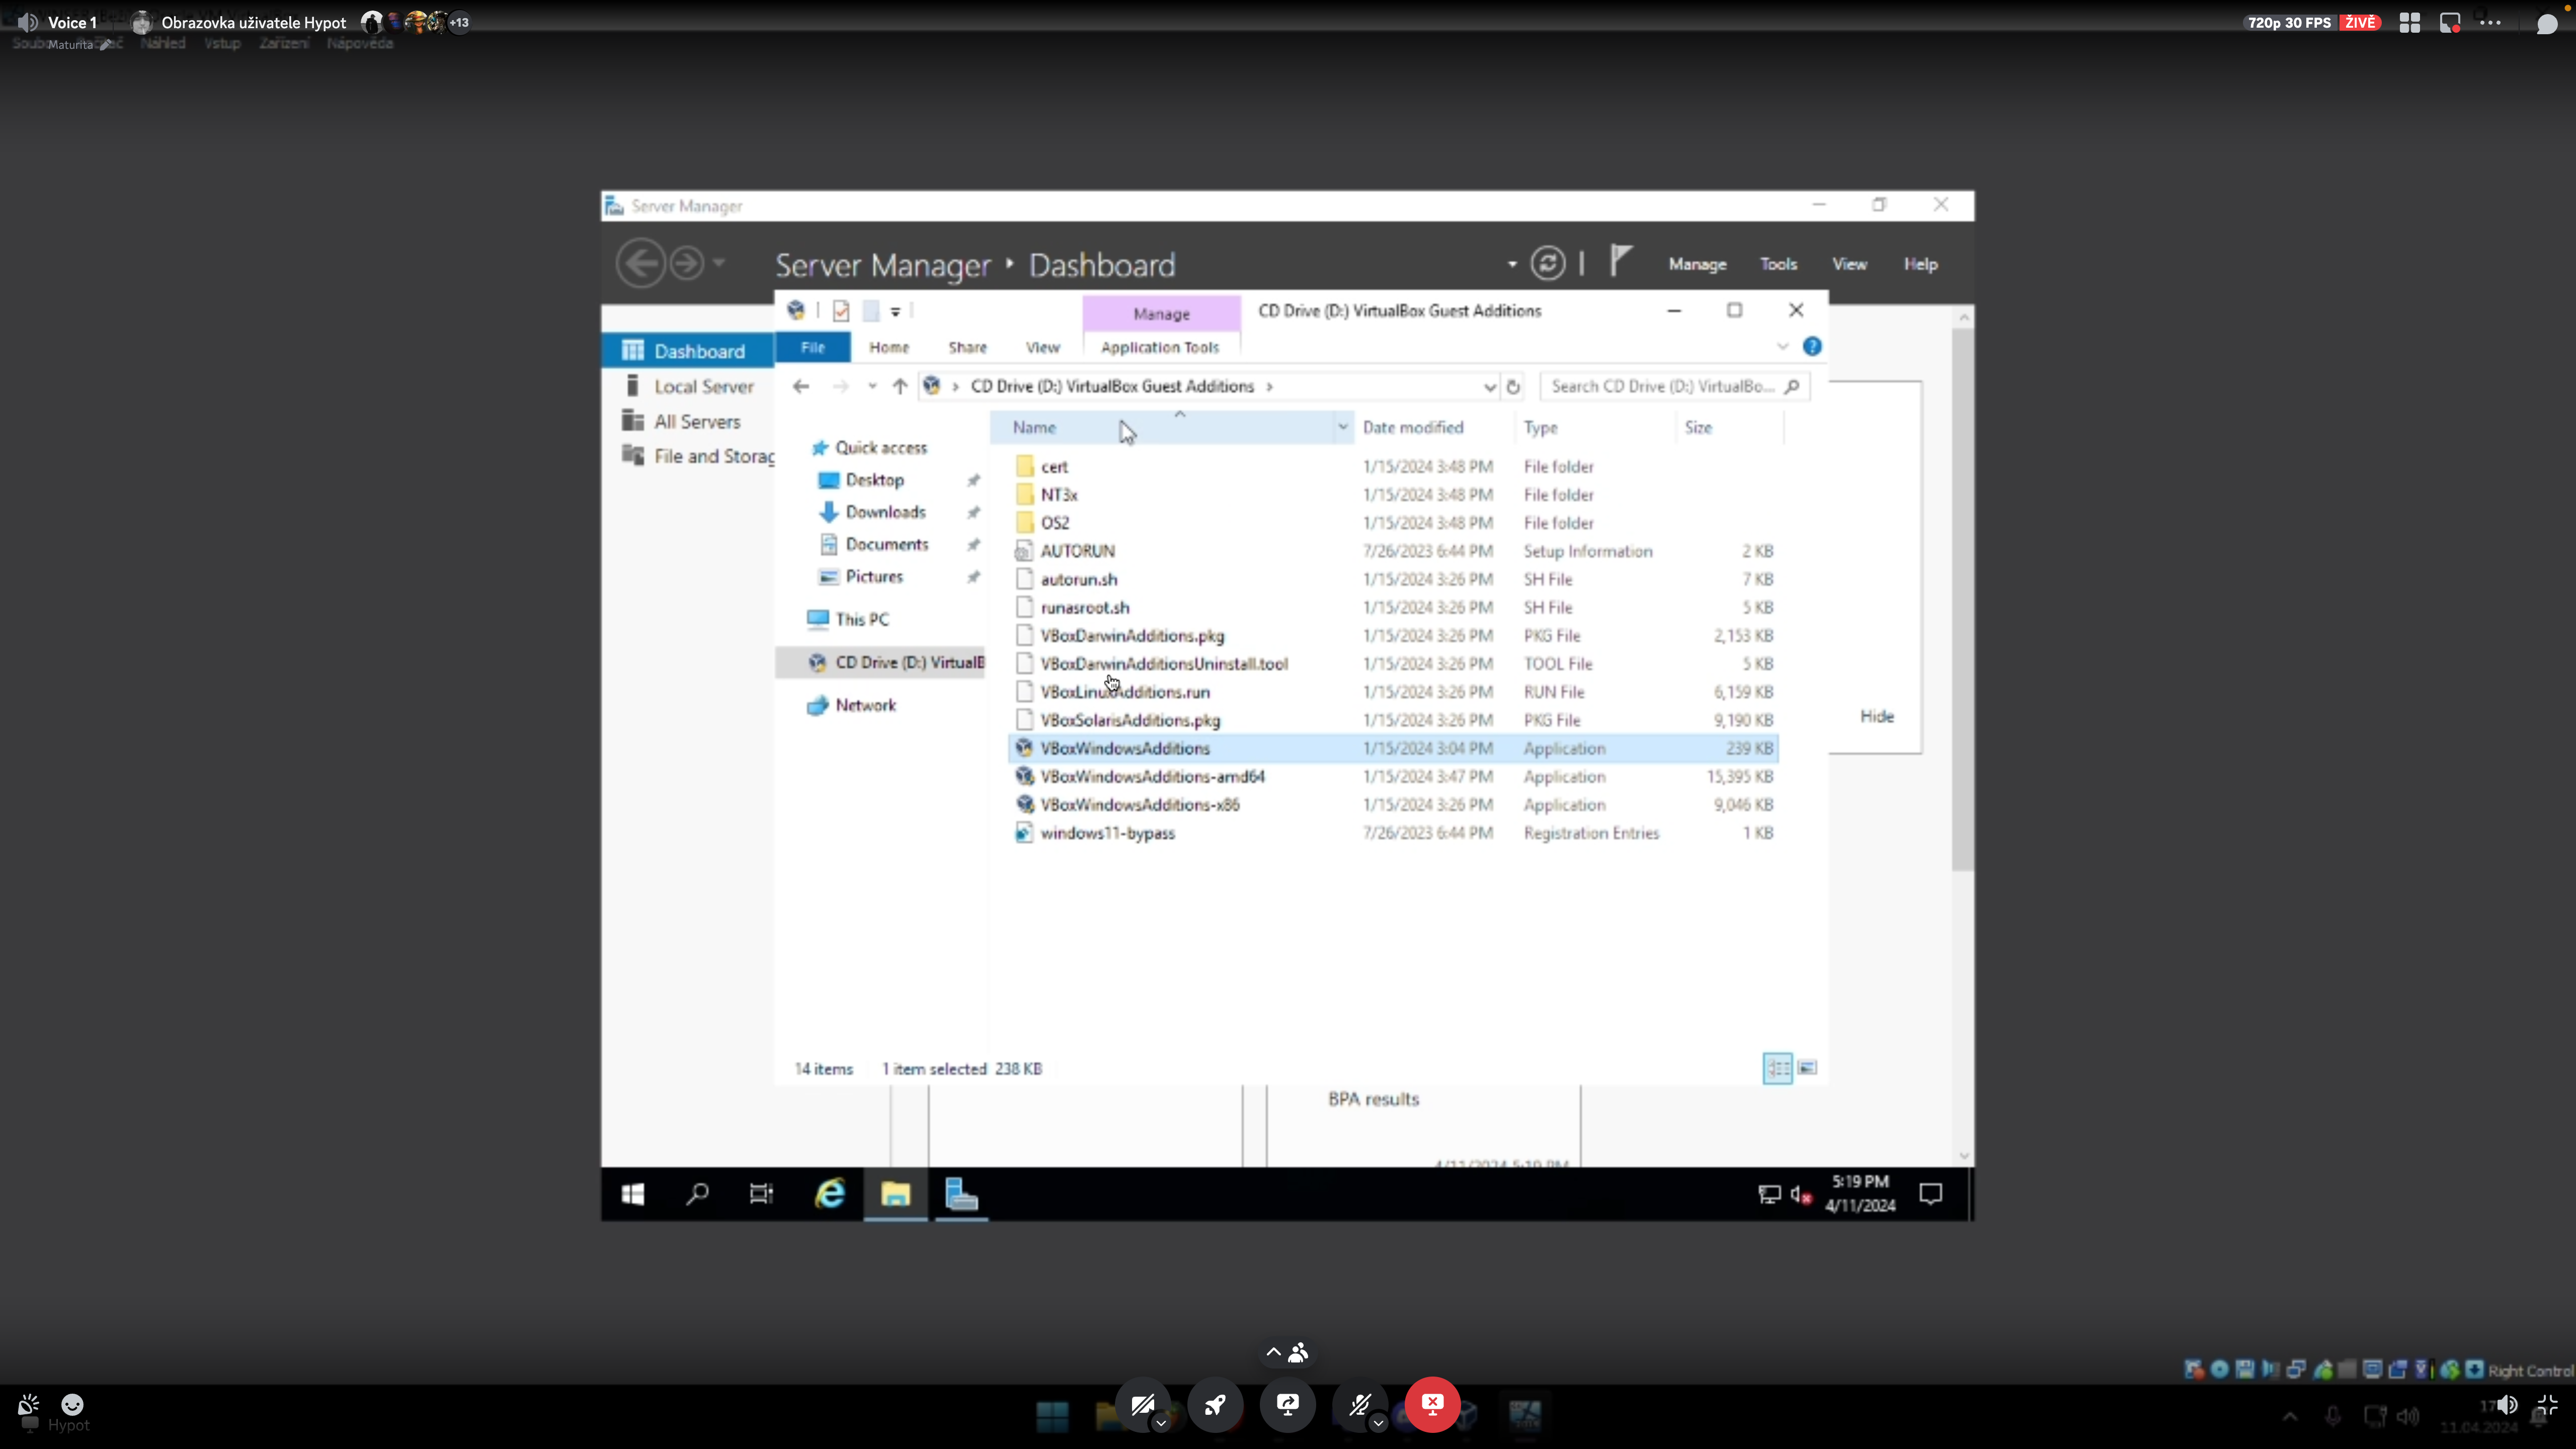 Voice 1
Obrazovka uživatele Hypot
+13
720p 30 FPS
ŽIVĚ
Maturita
Náhled
Vstup
Zařízení
Nápověda
Server Manager
Server Manager
Dashboard
Manage
Tools
View
Help
Manage
CD Drive (D:) VirtualBox Guest Additions
Dashboard
File
Home
Share
View
Application Tools
Local Server
CD Drive (D:) VirtualBox Guest Additions
Search CD Drive (D:) VirtualBo...
All Servers
File and Storag
Name
Date modified
Type
Size
Quick access
Desktop
Downloads
Documents
Pictures
This PC
CD Drive (D:) VirtualB
Network
cert 1/15/2024 3:48 PM File folder
NT3x 1/15/2024 3:48 PM File folder
OS2 1/15/2024 3:48 PM File folder
AUTORUN 7/26/2023 6:44 PM Setup Information 2 KB
autorun.sh 1/15/2024 3:26 PM SH File 7 KB
runasroot.sh 1/15/2024 3:26 PM SH File 5 KB
VBoxDarwinAdditions.pkg 1/15/2024 3:26 PM PKG File 2,153 KB
VBoxDarwinAdditionsUninstall.tool 1/15/2024 3:26 PM TOOL File 5 KB
VBoxLinuxAdditions.run 1/15/2024 3:26 PM RUN File 6,159 KB
VBoxSolarisAdditions.pkg 1/15/2024 3:26 PM PKG File 9,190 KB
VBoxWindowsAdditions 1/15/2024 3:04 PM Application 239 KB
VBoxWindowsAdditions-amd64 1/15/2024 3:47 PM Application 15,395 KB
VBoxWindowsAdditions-x86 1/15/2024 3:26 PM Application 9,046 KB
windows11-bypass 7/26/2023 6:44 PM Registration Entries 1 KB
Hide
14 items
1 item selected 238 KB
BPA results
4/11/2024 5:19 PM
5:19 PM
4/11/2024
Right Control
Hypot
11.04.2024